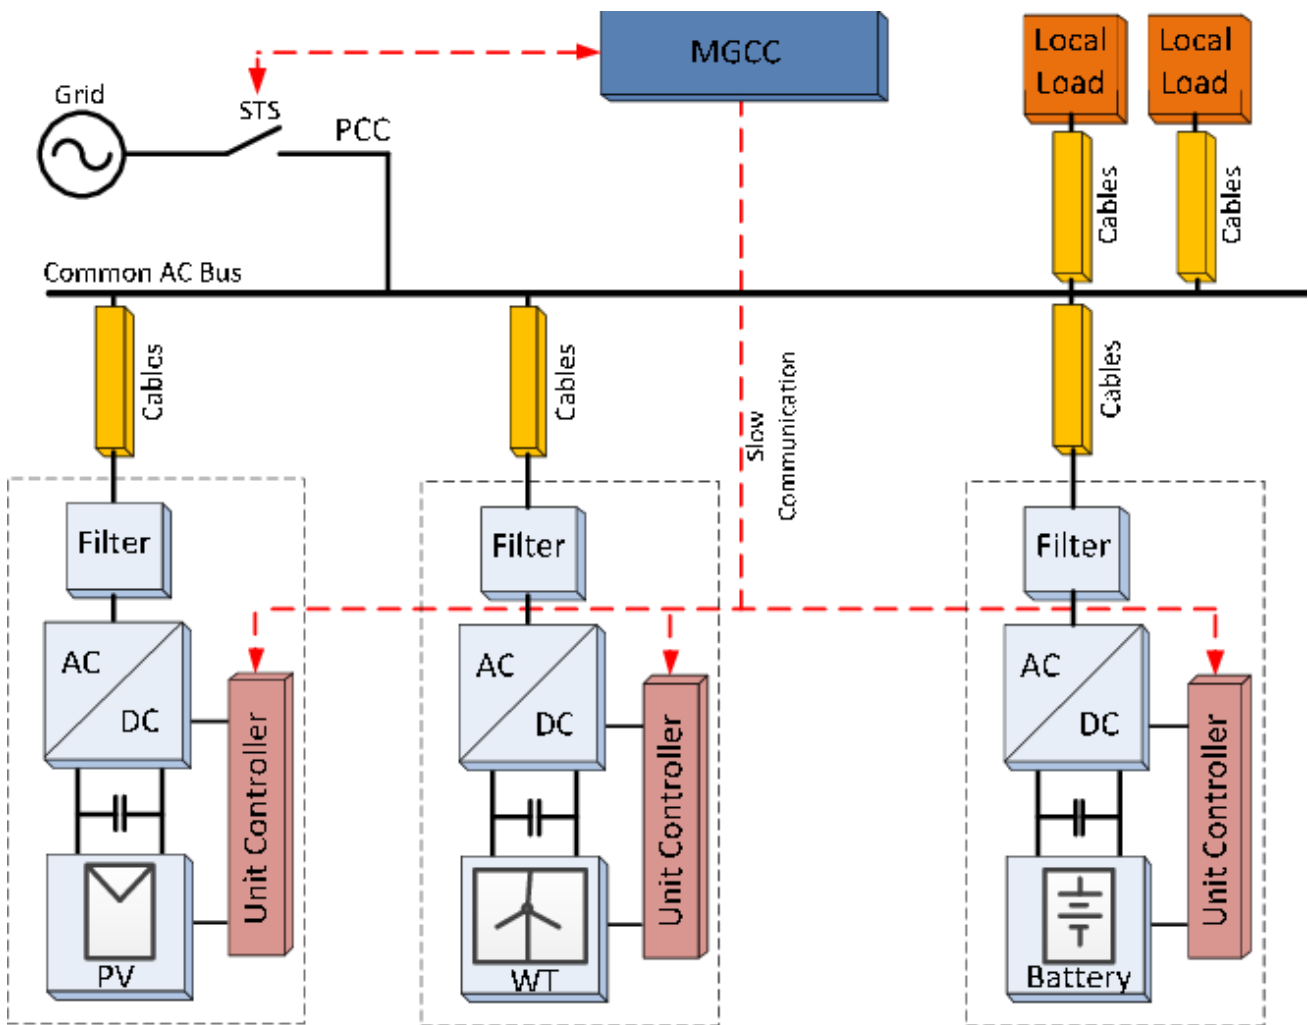 MGCC
Local
Load
Local
Load
Grid
STS
PCC
Cables
Cables
Common AC Bus
Cables
Cables
Slow
Communication
Cables
Filter
Filter
Filter
AC
DC
Unit Controller
AC
DC
Unit Controller
AC
DC
Unit Controller
PV
WT
Battery